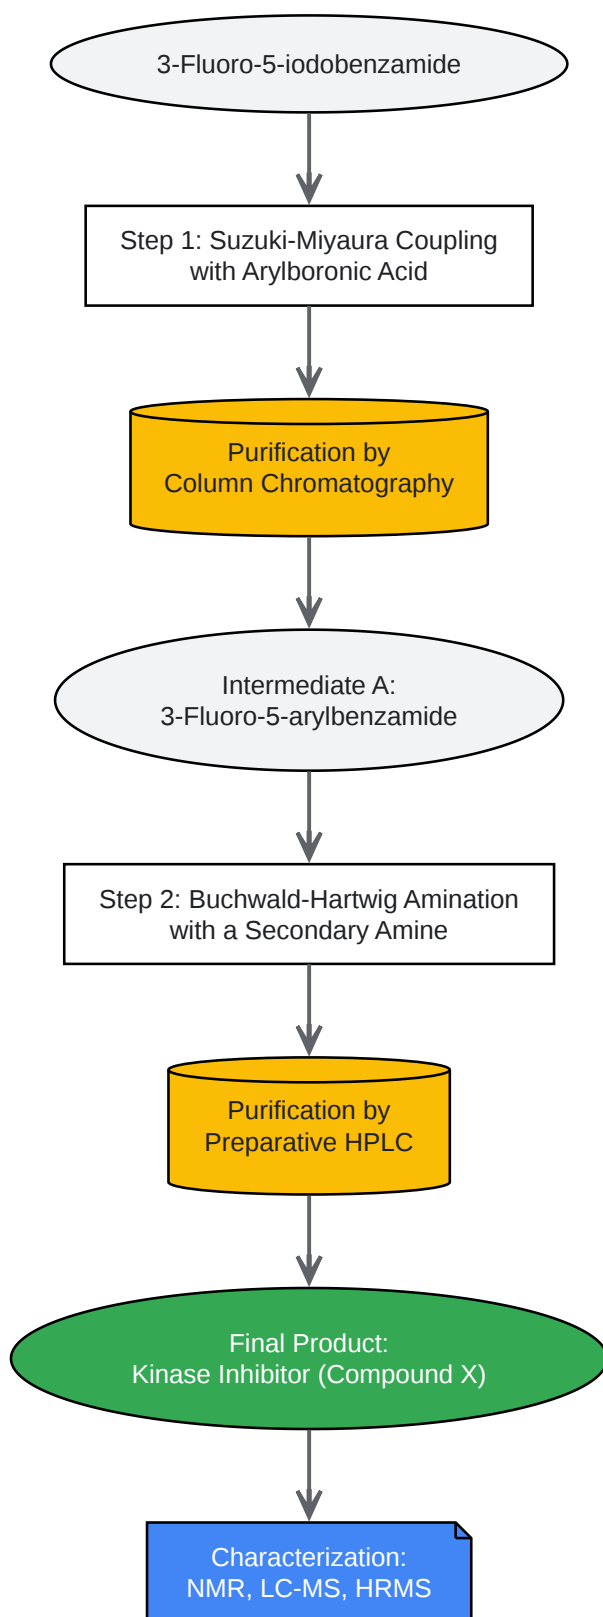 3-Fluoro-5-iodobenzamide
Step 1: Suzuki-Miyaura Coupling
with Arylboronic Acid
Purification by
Column Chromatography
Intermediate A:
3-Fluoro-5-arylbenzamide
Step 2: Buchwald-Hartwig Amination
with a Secondary Amine
Purification by
Preparative HPLC
Final Product:
Kinase Inhibitor (Compound X)
Characterization:
NMR, LC-MS, HRMS